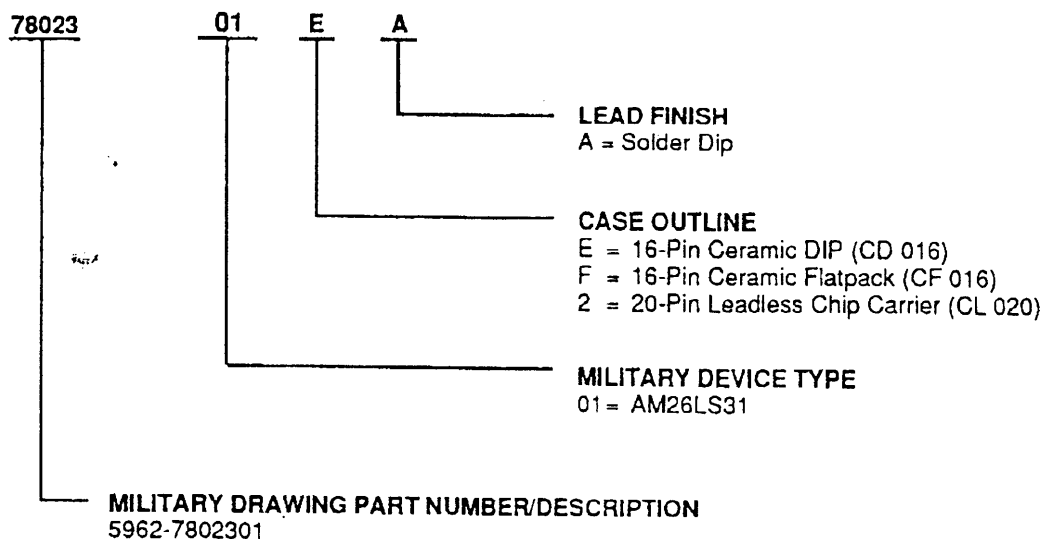 78023 01 E A
LEAD FINISH
A = Solder Dip
CASE OUTLINE
E = 16-Pin Ceramic DIP (CD 016)
F = 16-Pin Ceramic Flatpack (CF 016)
2 = 20-Pin Leadless Chip Carrier (CL 020)
MILITARY DEVICE TYPE
01 = AM26LS31
MILITARY DRAWING PART NUMBER/DESCRIPTION
5962-7802301